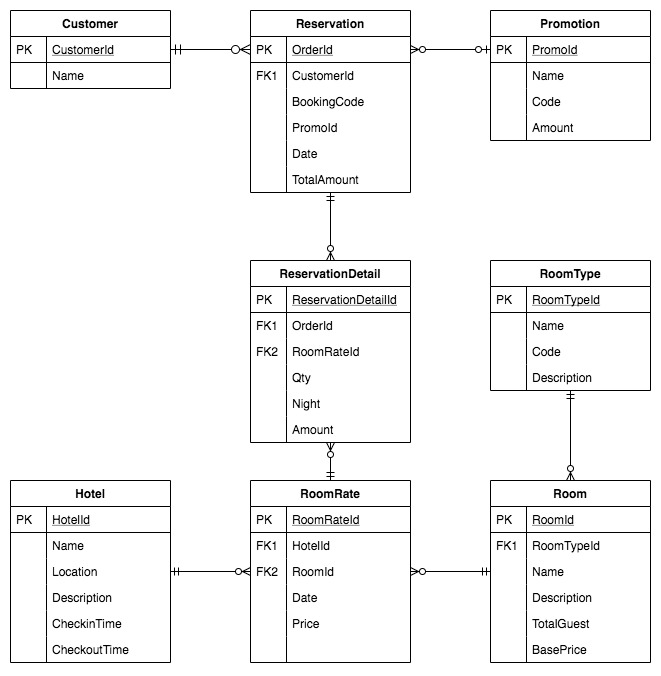 Customer
PK CustomerId
Name
Reservation
PK OrderId
FK1 CustomerId
BookingCode
PromoId
Date
TotalAmount
Promotion
PK PromoId
Name
Code
Amount
ReservationDetail
PK ReservationDetailId
FK1 OrderId
FK2 RoomRateId
Qty
Night
Amount
RoomType
PK RoomTypeId
Name
Code
Description
Hotel
PK HotelId
Name
Location
Description
CheckinTime
CheckoutTime
RoomRate
PK RoomRateId
FK1 HotelId
FK2 RoomId
Date
Price
Room
PK RoomId
FK1 RoomTypeId
Name
Description
TotalGuest
BasePrice